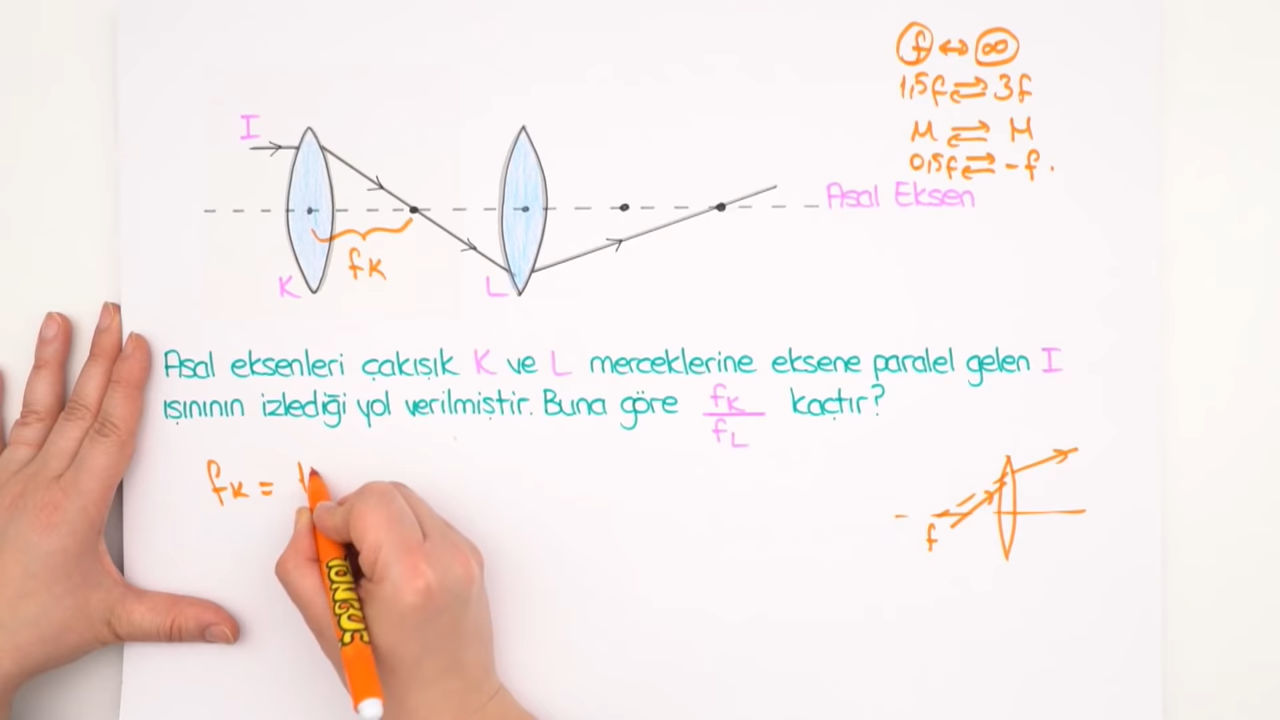 f ↔ ∞
1,5f ⇄ 3f
M ⇄ M
0,5f ⇄ -f.
I
Asal Eksen
fK
K
L
Asal eksenleri çakışık K ve L merceklerine eksene paralel gelen I
ışınının izlediği yol verilmiştir. Buna göre fK/fL kaçtır?
fK =
f